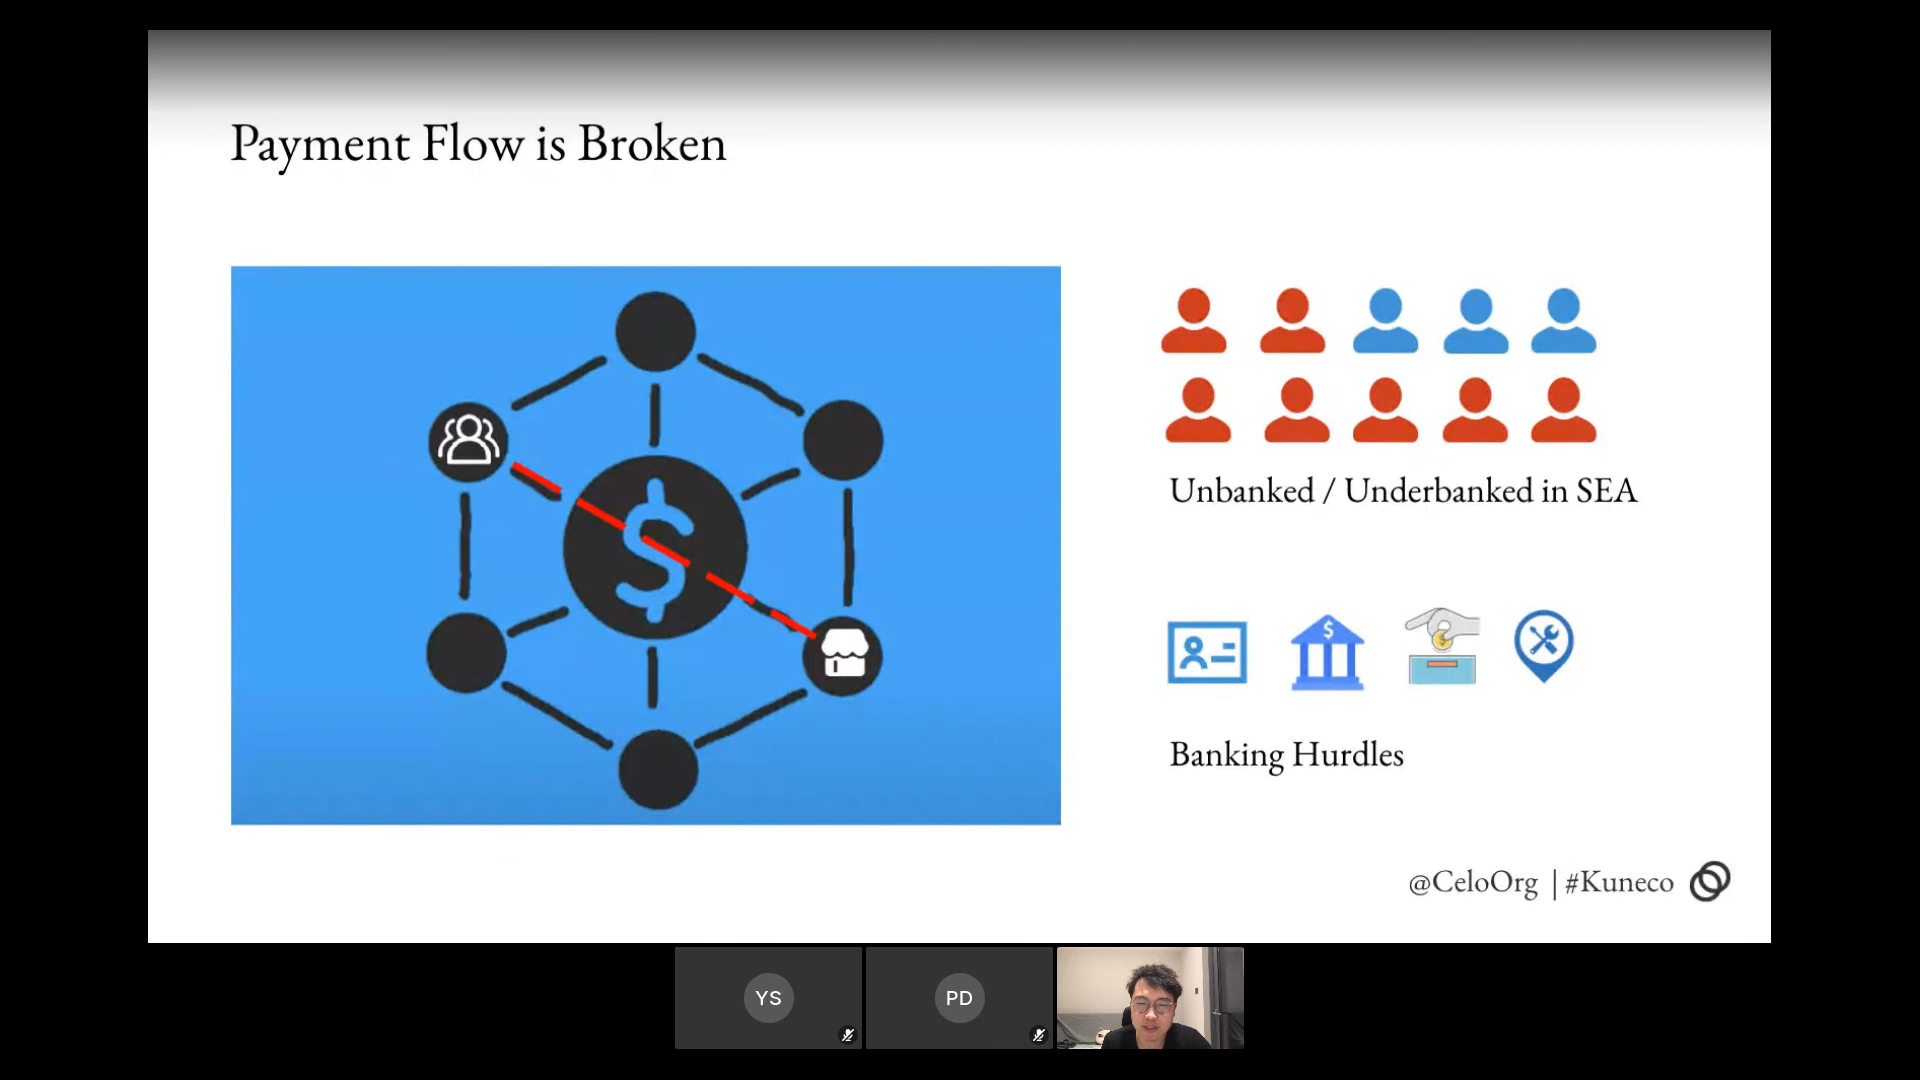 Payment Flow is Broken
$
$
Unbanked / Underbanked in SEA
Banking Hurdles
@CeloOrg | #Kuneco
YS
PD